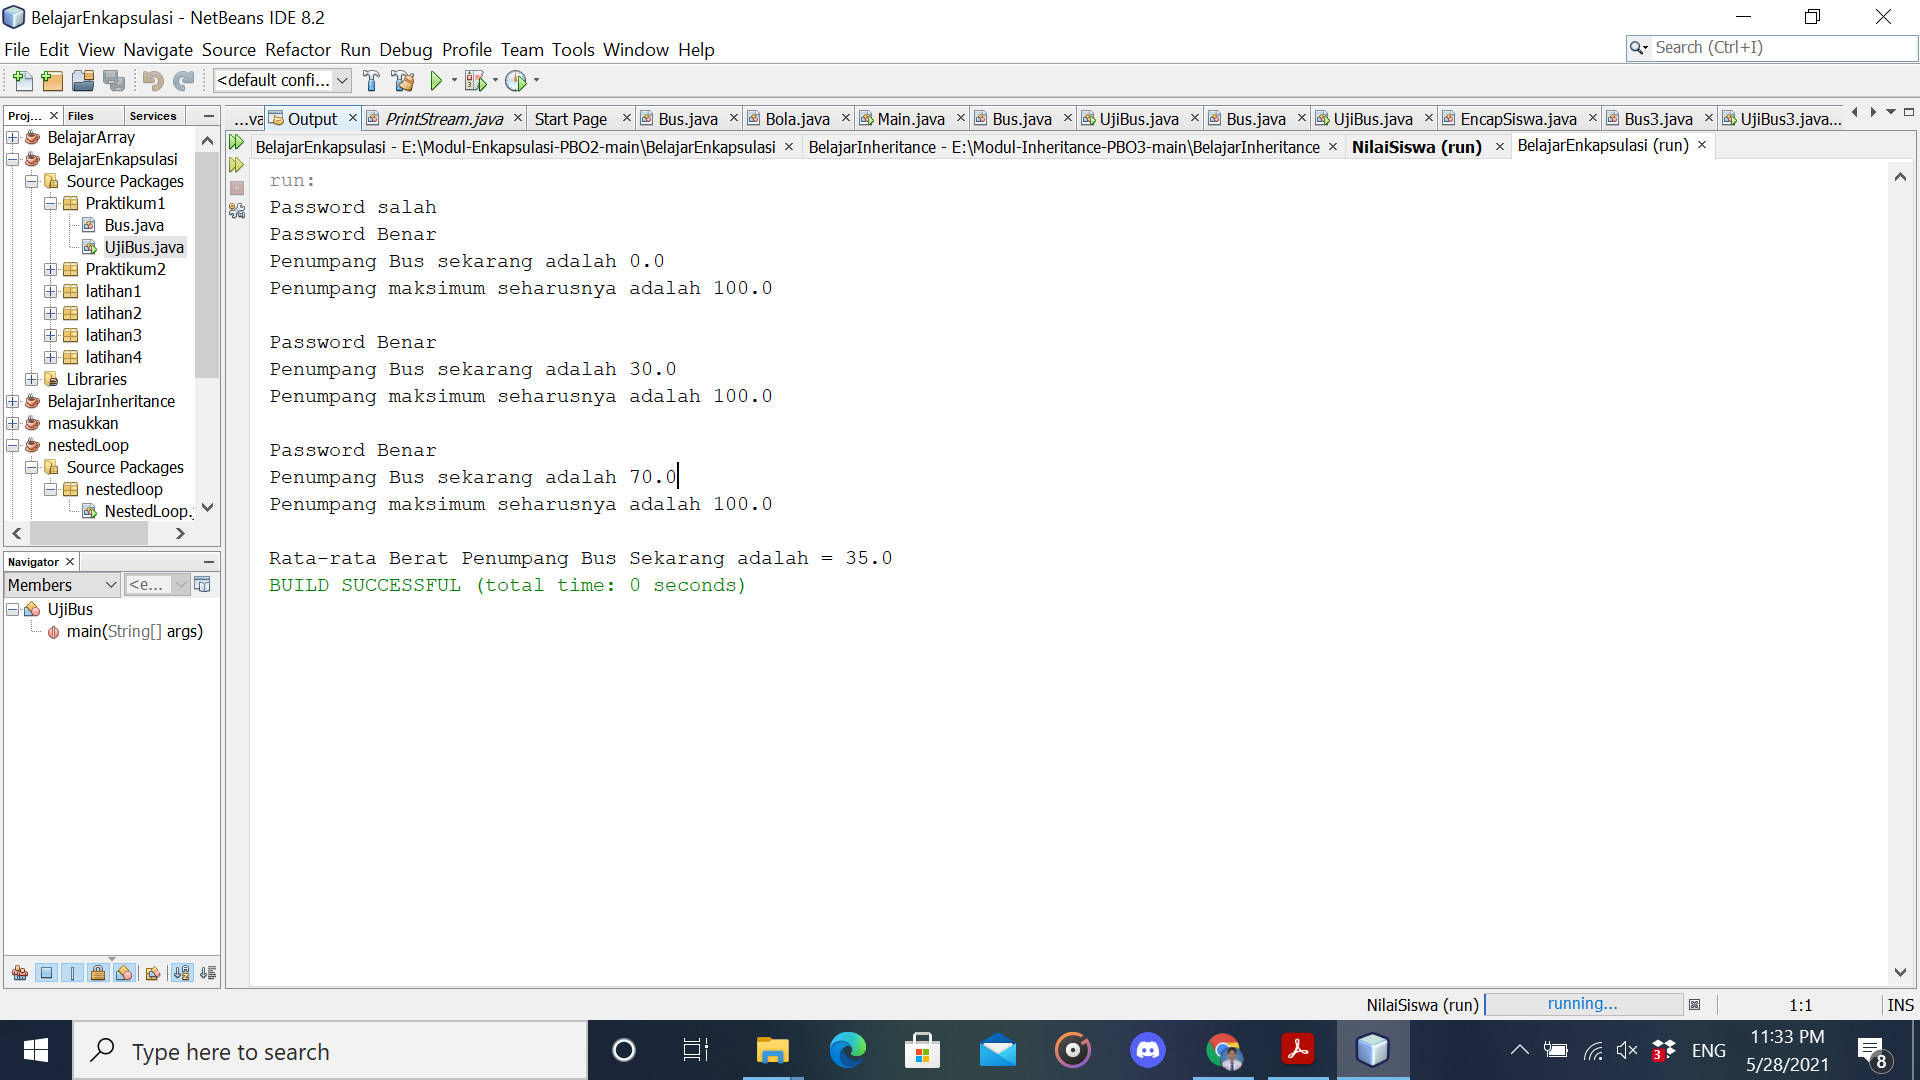 BelajarEnkapsulasi - NetBeans IDE 8.2
File Edit View Navigate Source Refactor Run Debug Profile Team Tools Window Help
Search (Ctrl+I)
<default confi...
Proj... Files Services
...va Output PrintStream.java Start Page Bus.java Bola.java Main.java Bus.java UjiBus.java Bus.java UjiBus.java EncapSiswa.java Bus3.java UjiBus3.java...
BelajarEnkapsulasi - E:\Modul-Enkapsulasi-PBO2-main\BelajarEnkapsulasi BelajarInheritance - E:\Modul-Inheritance-PBO3-main\BelajarInheritance NilaiSiswa (run) BelajarEnkapsulasi (run)
BelajarArray
BelajarEnkapsulasi
Source Packages
Praktikum1
Bus.java
UjiBus.java
Praktikum2
latihan1
latihan2
latihan3
latihan4
Libraries
BelajarInheritance
masukkan
nestedLoop
Source Packages
nestedloop
NestedLoop.
run:
Password salah
Password Benar
Penumpang Bus sekarang adalah 0.0
Penumpang maksimum seharusnya adalah 100.0
Password Benar
Penumpang Bus sekarang adalah 30.0
Penumpang maksimum seharusnya adalah 100.0
Password Benar
Penumpang Bus sekarang adalah 70.0
Penumpang maksimum seharusnya adalah 100.0
Rata-rata Berat Penumpang Bus Sekarang adalah = 35.0
BUILD SUCCESSFUL (total time: 0 seconds)
Navigator
Members <e...
UjiBus
main(String[] args)
NilaiSiswa (run) running... 1:1 INS
Type here to search
3 ENG
11:33 PM
5/28/2021
8